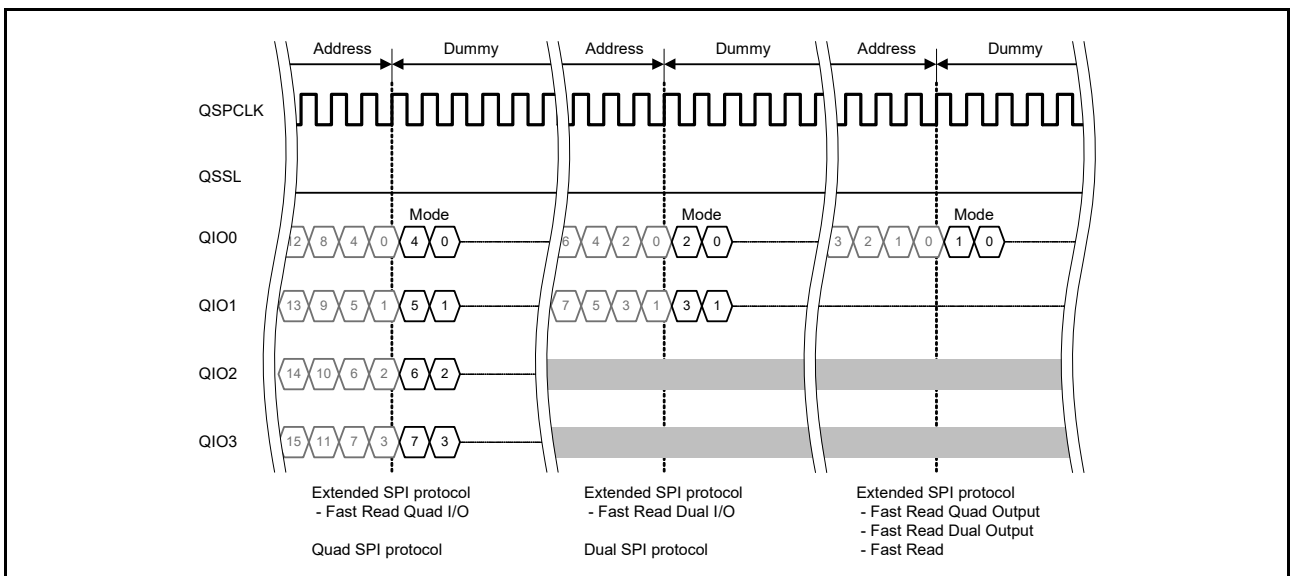 Address Dummy Address Dummy Address Dummy
QSPCLK
QSSL
Mode Mode Mode
QIO0 12 8 4 0 4 0 6 4 2 0 2 0 3 2 1 0 1 0
QIO1 13 9 5 1 5 1 7 5 3 1 3 1
QIO2 14 10 6 2 6 2
QIO3 15 11 7 3 7 3
Extended SPI protocol
- Fast Read Quad I/O
Quad SPI protocol
Extended SPI protocol
- Fast Read Dual I/O
Dual SPI protocol
Extended SPI protocol
- Fast Read Quad Output
- Fast Read Dual Output
- Fast Read